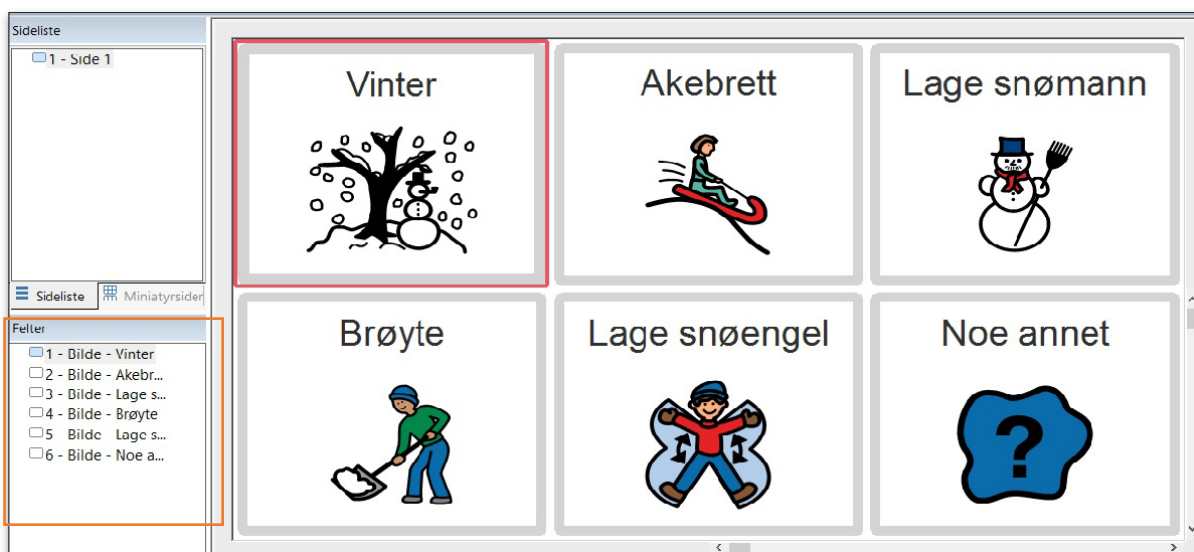 Sideliste
1 - Side 1
Sideliste
Miniatyrsider
Felter
1 - Bilde - Vinter
2 - Bilde - Akebr...
3 - Bilde - Lage s...
4 - Bilde - Brøyte
5 Bilde Lage s...
6 - Bilde - Noe a...
Vinter
Akebrett
Lage snømann
Brøyte
Lage snøengel
Noe annet
?